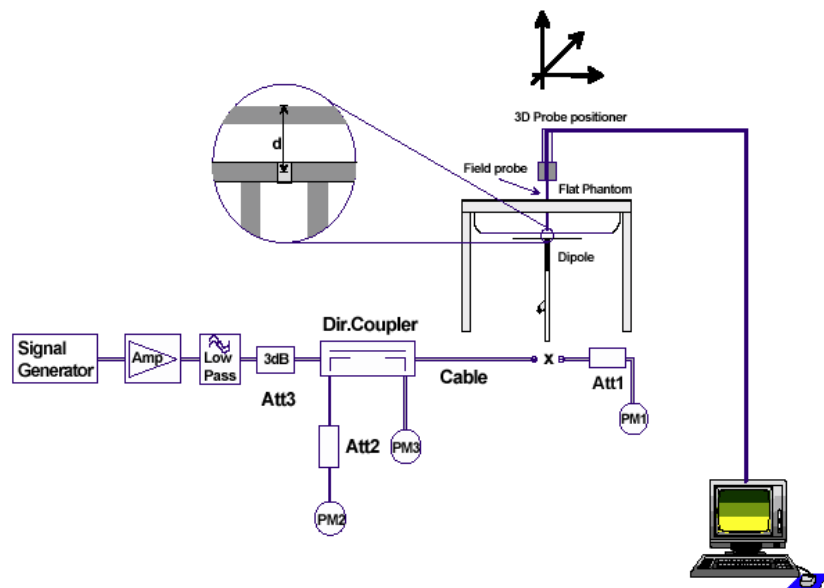 3D Probe positioner
d
Field probe
Flat Phantom
Dipole
Dir.Coupler
Signal
Generator
Amp
Low
Pass
3dB
Cable
x
Att1
Att3
PM1
Att2
PM3
PM2